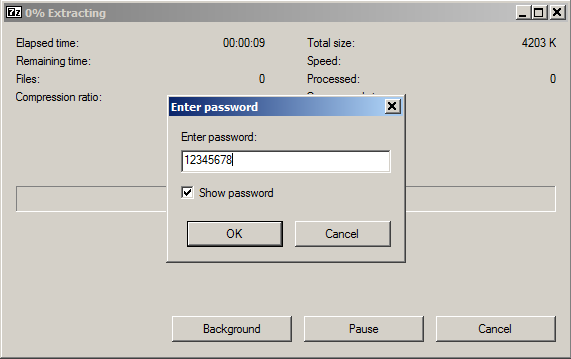 7z 0% Extracting
Elapsed time: 00:00:09 Total size: 4203 K
Remaining time: Speed:
Files: 0 Processed: 0
Compression ratio:
Enter password
Enter password:
12345678
Show password
OK Cancel
Background Pause Cancel